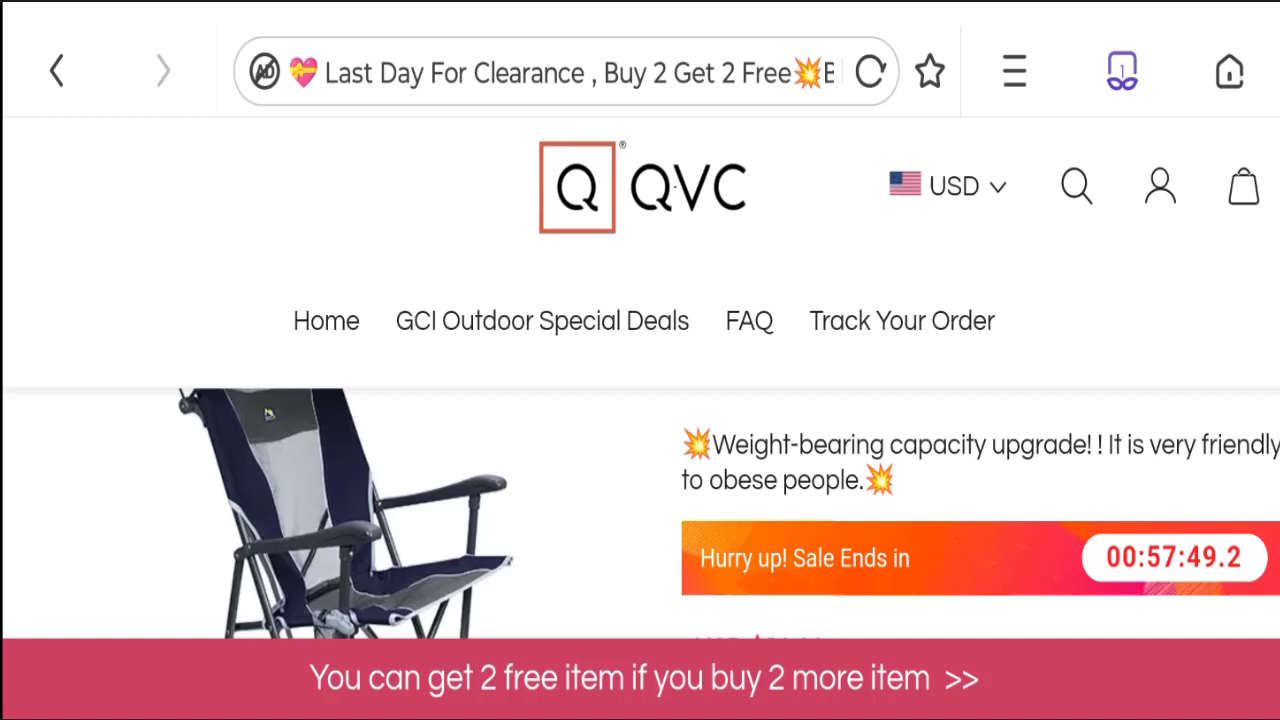 AD 💝 Last Day For Clearance , Buy 2 Get 2 Free💥
1
Q® QVC
USD
Home GCI Outdoor Special Deals FAQ Track Your Order
💥Weight-bearing capacity upgrade! ! It is very friendly
to obese people.💥
Hurry up! Sale Ends in 00:57:49.2
You can get 2 free item if you buy 2 more item >>